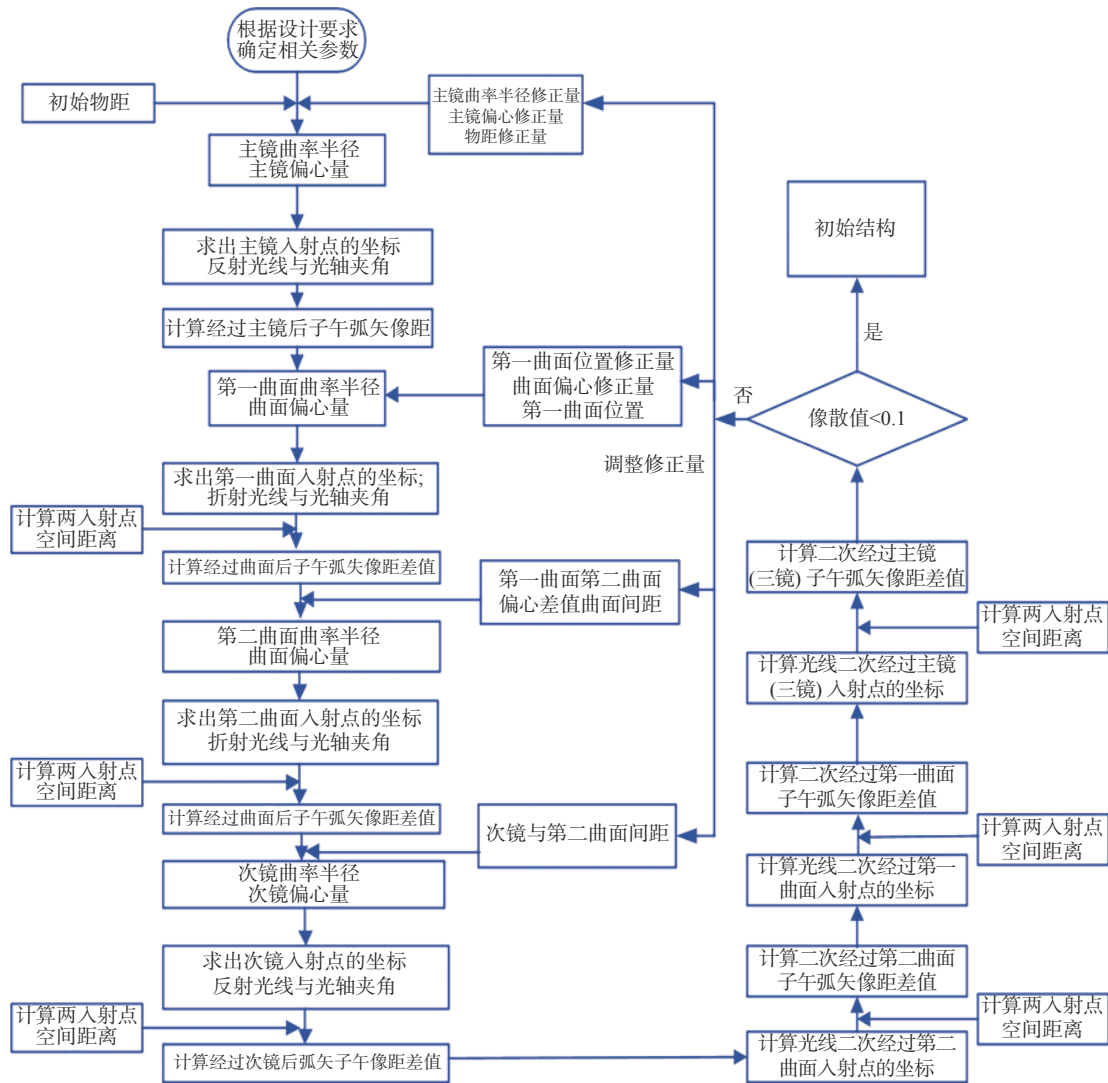 根据设计要求
确定相关参数
初始物距
主镜曲率半径修正量
主镜偏心修正量
物距修正量
主镜曲率半径
主镜偏心量
求出主镜入射点的坐标
反射光线与光轴夹角
计算经过主镜后子午弧矢像距
第一曲面曲率半径
曲面偏心量
第一曲面位置修正量
曲面偏心修正量
第一曲面位置
求出第一曲面入射点的坐标;
折射光线与光轴夹角
计算两入射点
空间距离
计算经过曲面后子午弧失像距差值
第一曲面第二曲面
偏心差值曲面间距
第二曲面曲率半径
曲面偏心量
求出第二曲面入射点的坐标
折射光线与光轴夹角
计算两入射点
空间距离
计算经过曲面后子午弧矢像距差值
次镜与第二曲面间距
次镜曲率半径
次镜偏心量
求出次镜入射点的坐标
反射光线与光轴夹角
计算两入射点
空间距离
计算经过次镜后弧矢子午像距差值
计算光线二次经过第二
曲面入射点的坐标
计算两入射点
空间距离
计算二次经过第二曲面
子午弧矢像距差值
计算光线二次经过第一
曲面入射点的坐标
计算两入射点
空间距离
计算二次经过第一曲面
子午弧矢像距差值
计算光线二次经过主镜
(三镜) 入射点的坐标
计算两入射点
空间距离
计算二次经过主镜
(三镜) 子午弧矢像距差值
像散值<0.1
否
调整修正量
是
初始结构